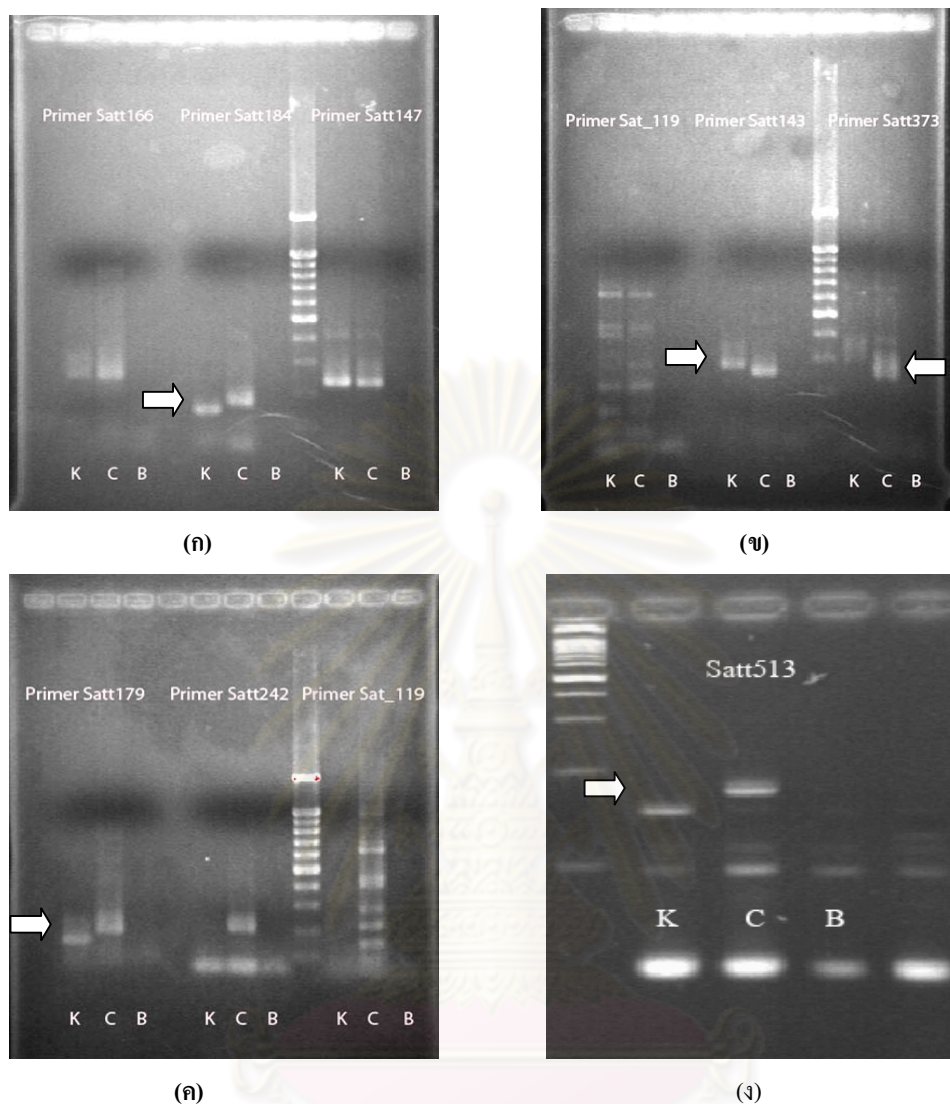 Primer Satt166 Primer Satt184 Primer Satt147
K C B K C B K C B
(ก)
Primer Sat_119 Primer Satt143 Primer Satt373
K C B K C B K C B
(ข)
Primer Satt179 Primer Satt242 Primer Sat_119
K C B K C B K C B
(ค)
Satt513
K C B
(ง)